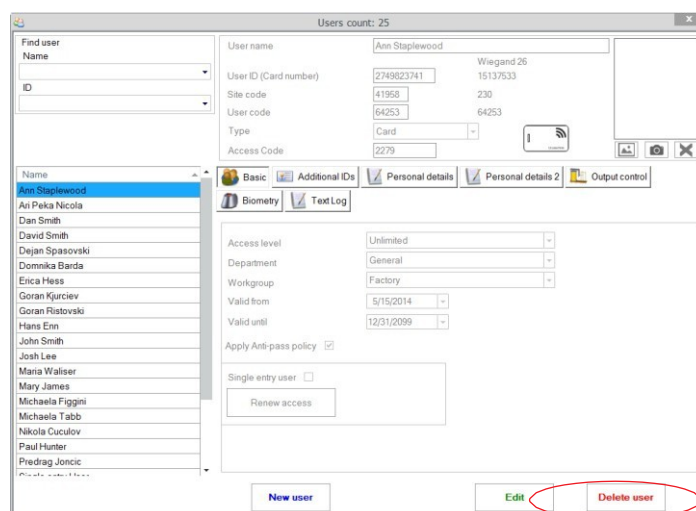 Users count: 25
x
Find user
Name
ID
User name
Ann Staplewood
Wiegand 26
User ID (Card number)
2749823741
15137533
Site code
41958
230
User code
64253
64253
Type
Card
Access Code
2279
Name
Ann Staplewood
Ari Peka Nicola
Dan Smith
David Smith
Dejan Spasovski
Domnika Barda
Erica Hess
Goran Kjurciev
Goran Ristovski
Hans Enn
John Smith
Josh Lee
Maria Waliser
Mary James
Michaela Figgini
Michaela Tabb
Nikola Cuculov
Paul Hunter
Predrag Joncic
Basic
Additional IDs
Personal details
Personal details 2
Output control
Biometry
Text Log
Access level
Unlimited
Department
General
Workgroup
Factory
Valid from
5/15/2014
Valid until
12/31/2099
Apply Anti-pass policy
Single entry user
Renew access
New user
Edit
Delete user